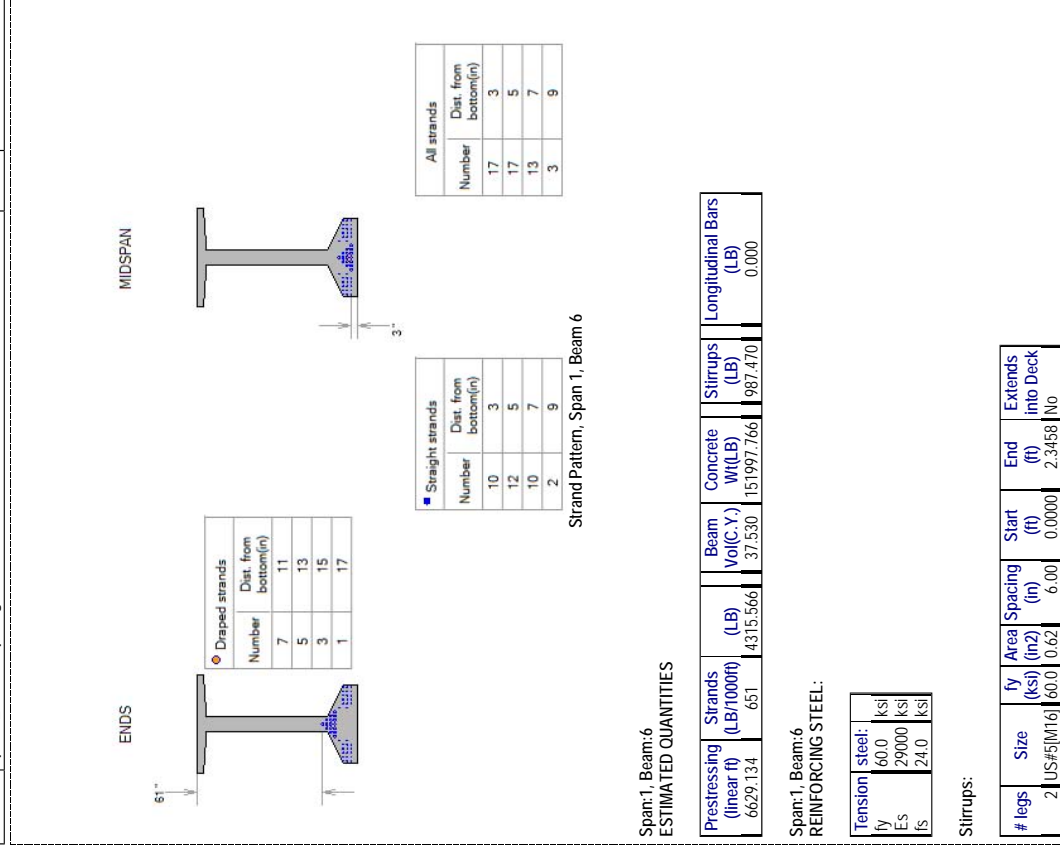 ENDS
MIDSPAN
61"
3"
Draped strands
Number Dist. from bottom(in)
7 11
5 13
3 15
1 17
Straight strands
Number Dist. from bottom(in)
10 3
12 5
10 7
2 9
All strands
Number Dist. from bottom(in)
17 3
17 5
13 7
3 9
Strand Pattern, Span 1, Beam 6
Span:1, Beam:6
ESTIMATED QUANTITIES
Prestressing (linear ft) Strands (LB/1000ft) (LB) Beam Vol(C.Y.) Concrete Wt(LB) Stirrups (LB) Longitudinal Bars (LB)
6629.134 651 4315.566 37.530 151997.766 987.470 0.000
Span:1, Beam:6
REINFORCING STEEL:
Tension steel:
fy 60.0 ksi
Es 29000 ksi
fs 24.0 ksi
Stirrups:
# legs Size fy (ksi) Area (in2) Spacing (in) Start (ft) End (ft) Extends into Deck
2 US#5[M16] 60.0 0.62 6.00 0.0000 2.3458 No